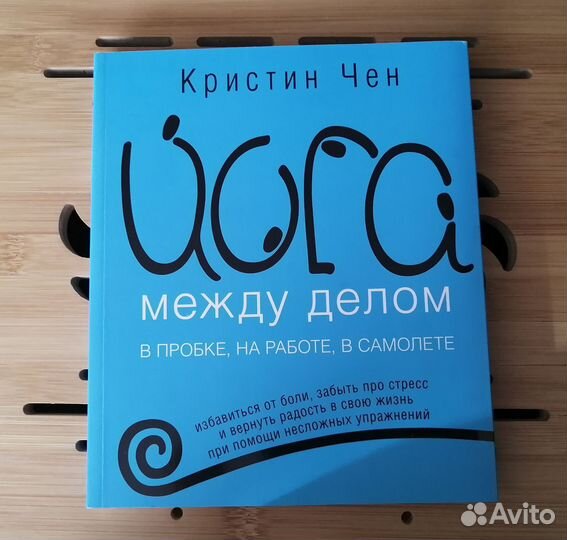 Кристин Чен
йога
между делом
В ПРОБКЕ, НА РАБОТЕ, В САМОЛЕТЕ
избавиться от боли, забыть про стресс
и вернуть радость в свою жизнь
при помощи несложных упражнений
Avito